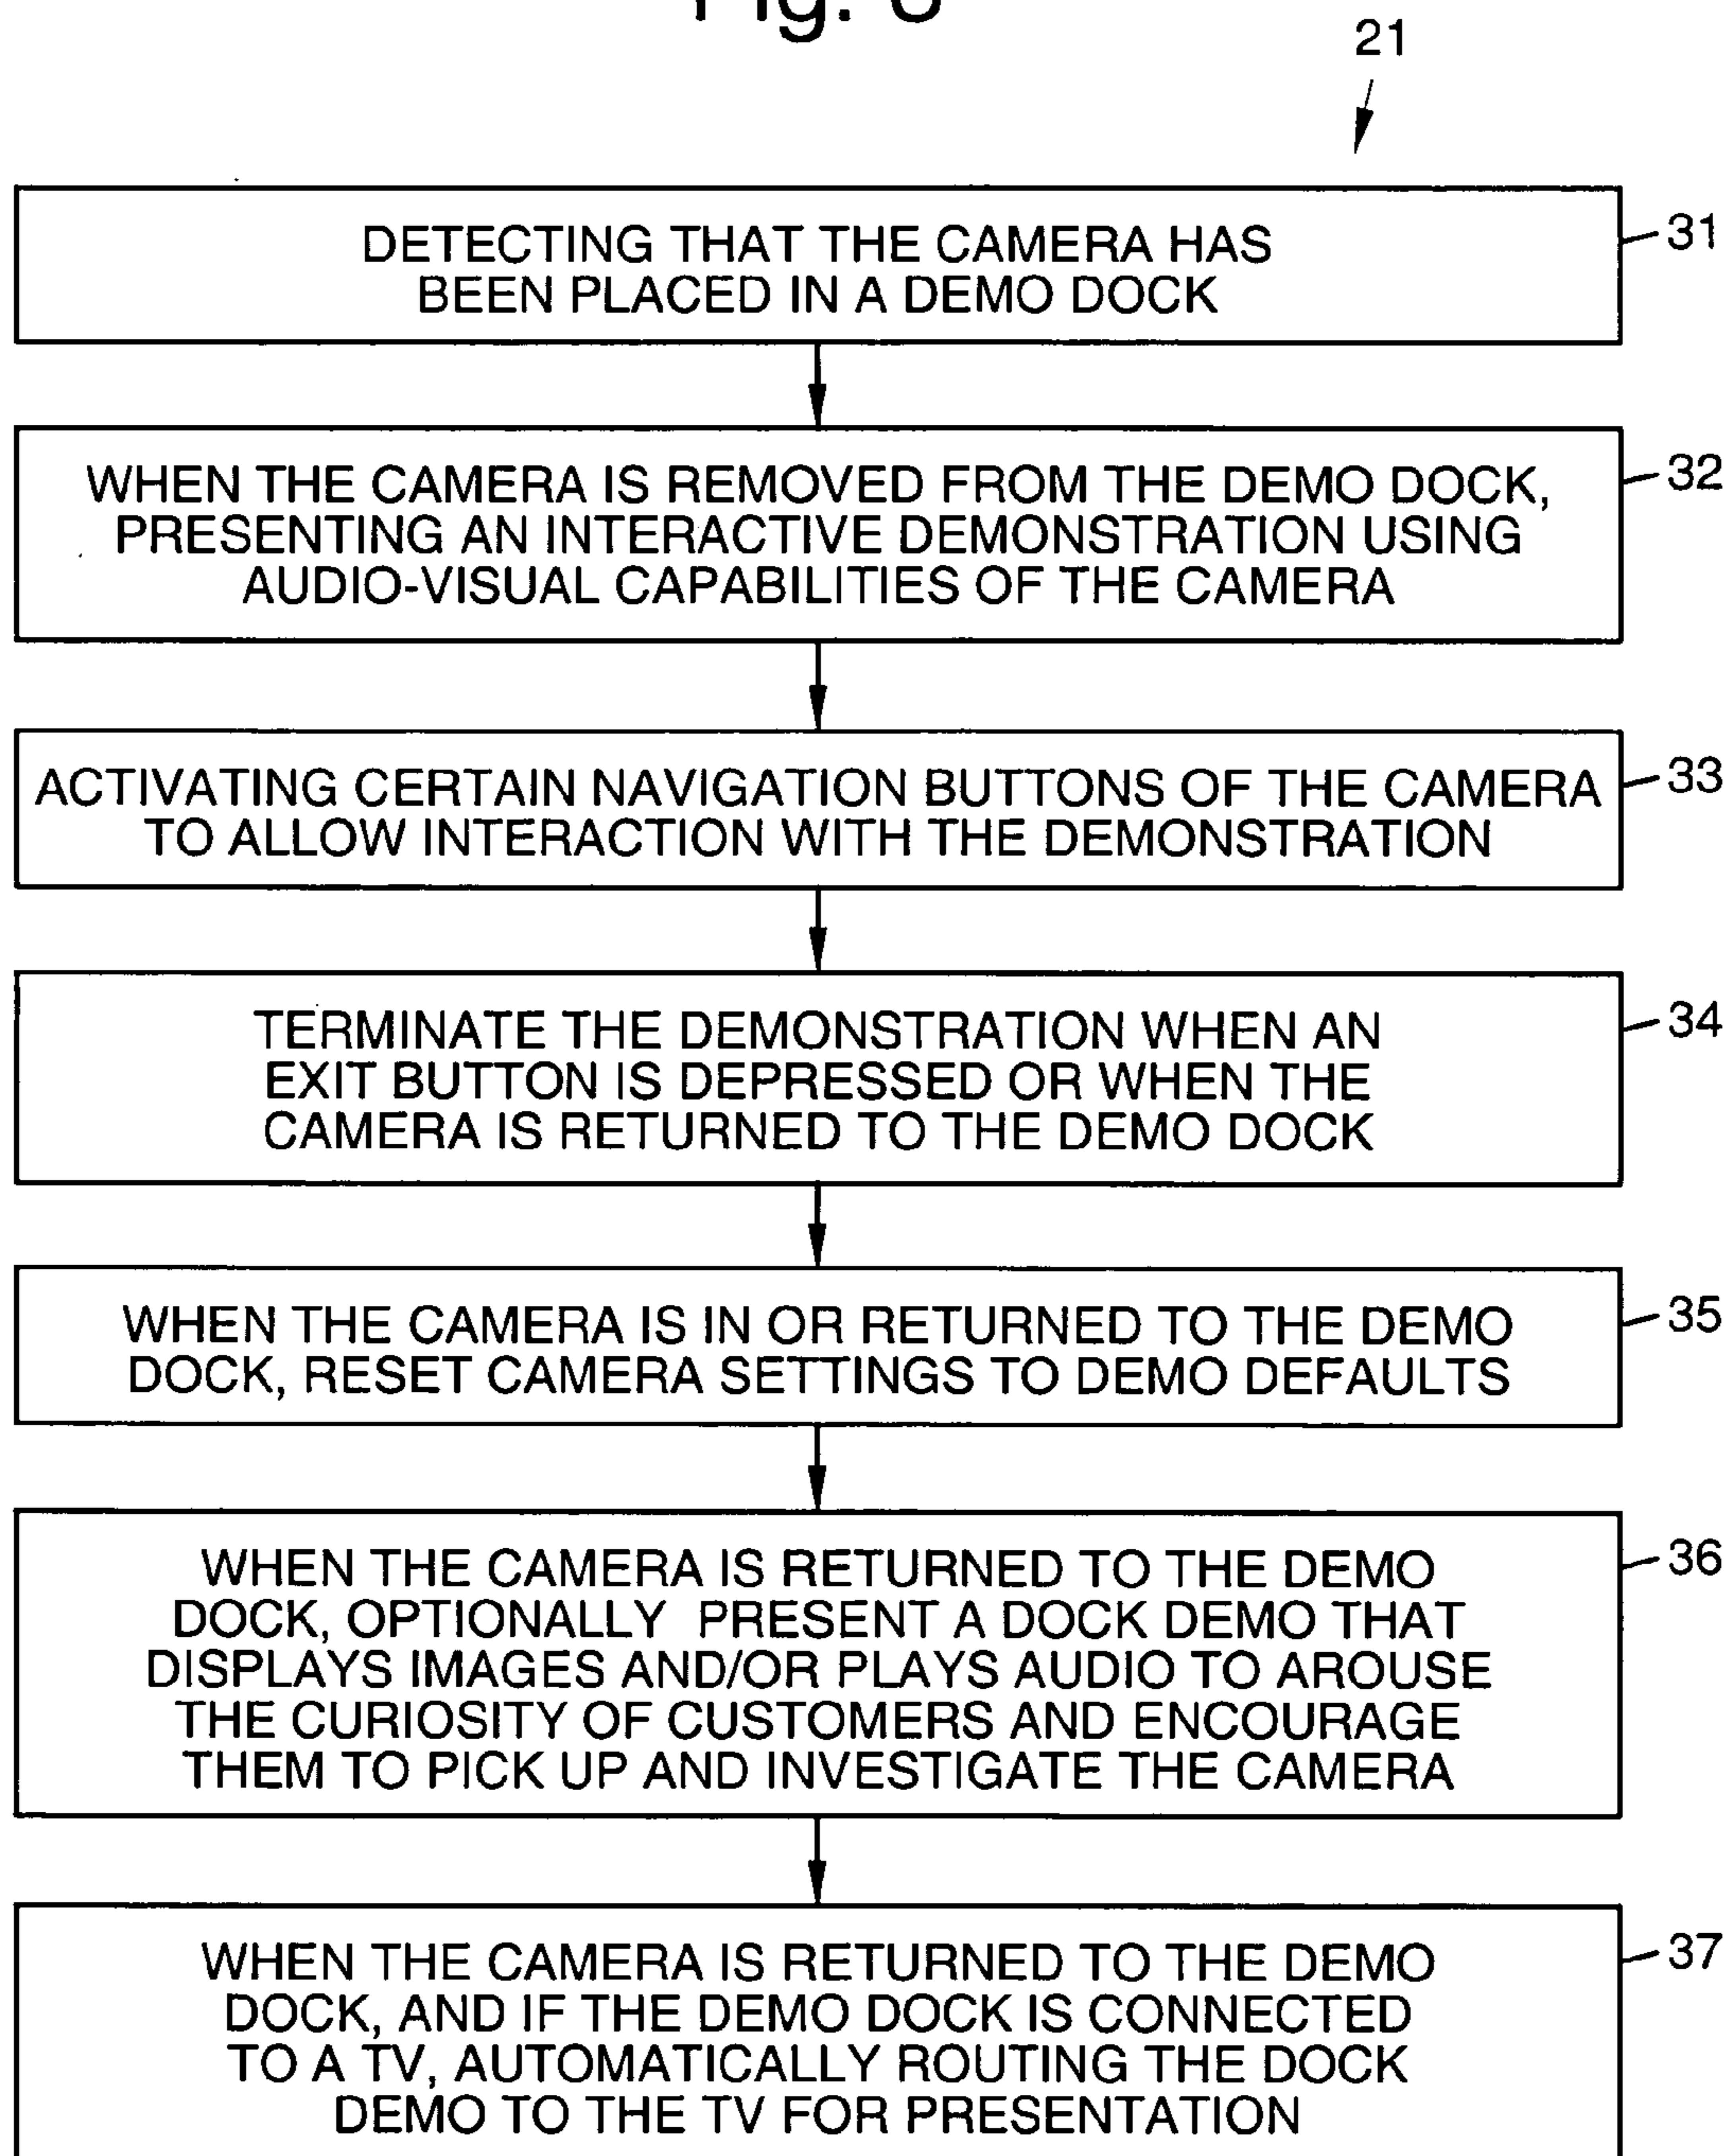 Fig.
21
DETECTING THAT THE CAMERA HAS
BEEN PLACED IN A DEMO DOCK
31
WHEN THE CAMERA IS REMOVED FROM THE DEMO DOCK,
PRESENTING AN INTERACTIVE DEMONSTRATION USING
AUDIO-VISUAL CAPABILITIES OF THE CAMERA
32
ACTIVATING CERTAIN NAVIGATION BUTTONS OF THE CAMERA
TO ALLOW INTERACTION WITH THE DEMONSTRATION
33
TERMINATE THE DEMONSTRATION WHEN AN
EXIT BUTTON IS DEPRESSED OR WHEN THE
CAMERA IS RETURNED TO THE DEMO DOCK
34
WHEN THE CAMERA IS IN OR RETURNED TO THE DEMO
DOCK, RESET CAMERA SETTINGS TO DEMO DEFAULTS
35
WHEN THE CAMERA IS RETURNED TO THE DEMO
DOCK, OPTIONALLY PRESENT A DOCK DEMO THAT
DISPLAYS IMAGES AND/OR PLAYS AUDIO TO AROUSE
THE CURIOSITY OF CUSTOMERS AND ENCOURAGE
THEM TO PICK UP AND INVESTIGATE THE CAMERA
36
WHEN THE CAMERA IS RETURNED TO THE DEMO
DOCK, AND IF THE DEMO DOCK IS CONNECTED
TO A TV, AUTOMATICALLY ROUTING THE DOCK
DEMO TO THE TV FOR PRESENTATION
37